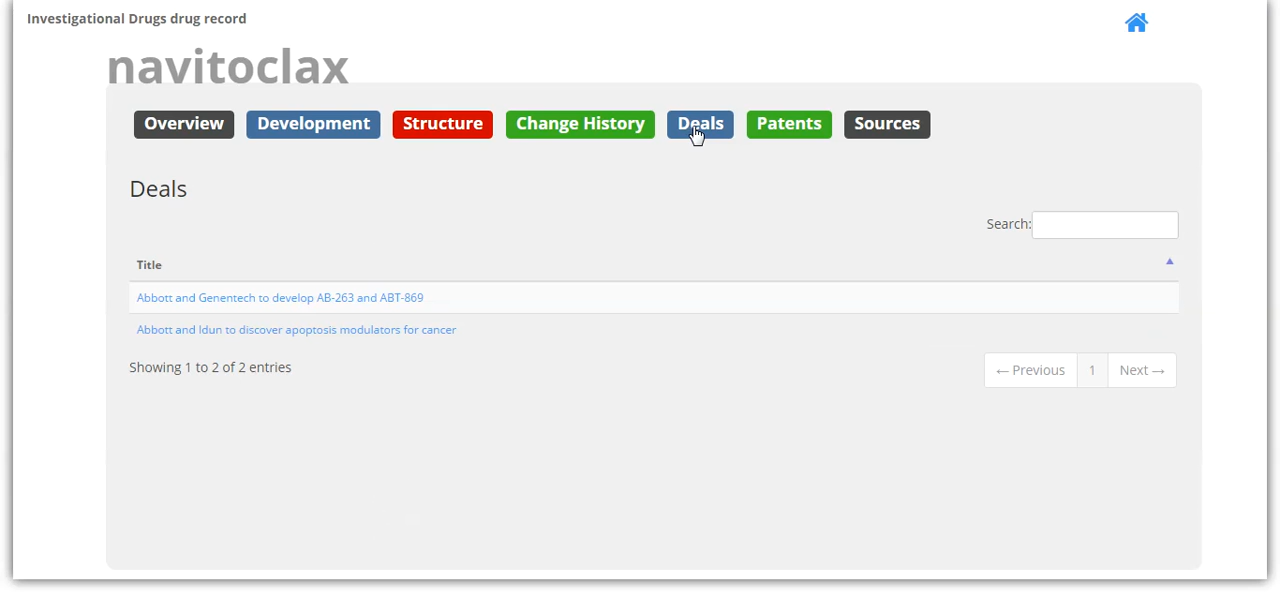 Investigational Drugs drug record
navitoclax
Overview Development Structure Change History Deals Patents Sources
Deals
Search:
Title
Abbott and Genentech to develop AB-263 and ABT-869
Abbott and Idun to discover apoptosis modulators for cancer
Showing 1 to 2 of 2 entries
← Previous 1 Next →